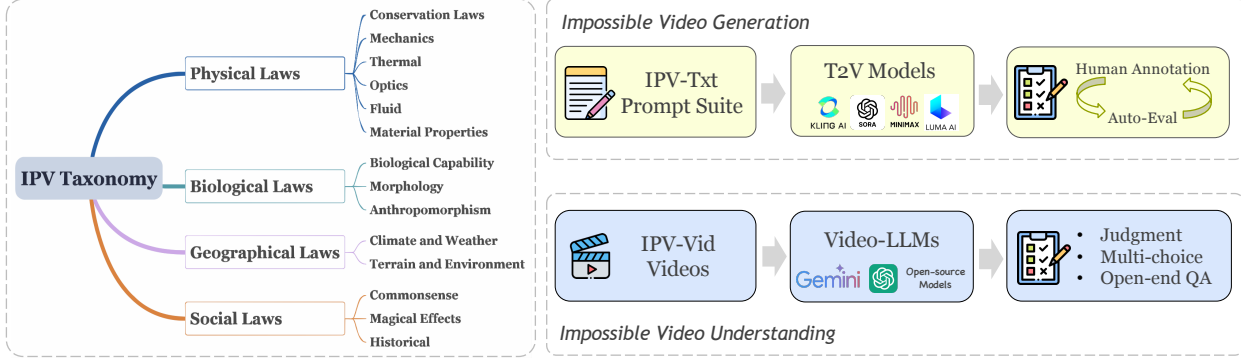 IPV Taxonomy
Physical Laws
Conservation Laws
Mechanics
Thermal
Optics
Fluid
Material Properties
Biological Laws
Biological Capability
Morphology
Anthropomorphism
Geographical Laws
Climate and Weather
Terrain and Environment
Social Laws
Commonsense
Magical Effects
Historical
Impossible Video Generation
IPV-Txt
Prompt Suite
T2V Models
KLING AI
SORA
MINIMAX
LUMA AI
Human Annotation
Auto-Eval
IPV-Vid
Videos
Video-LLMs
Gemini
Open-source
Models
• Judgment
• Multi-choice
• Open-end QA
Impossible Video Understanding